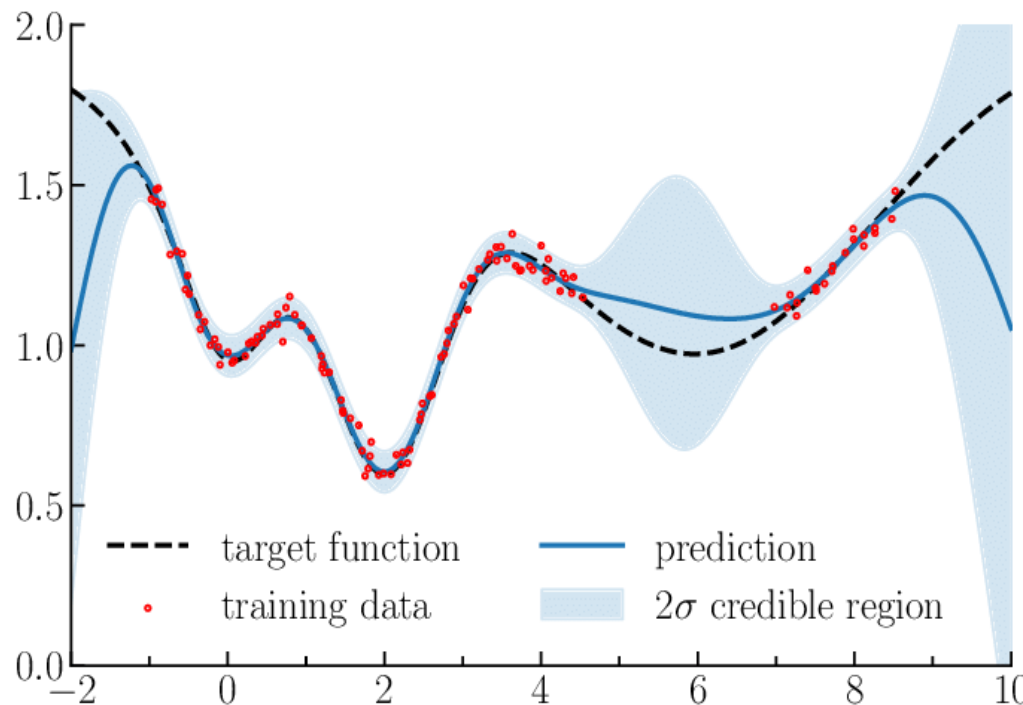 2.0
1.5
1.0
0.5
0.0
target function
prediction
training data
2σ credible region
−2 0 2 4 6 8 10